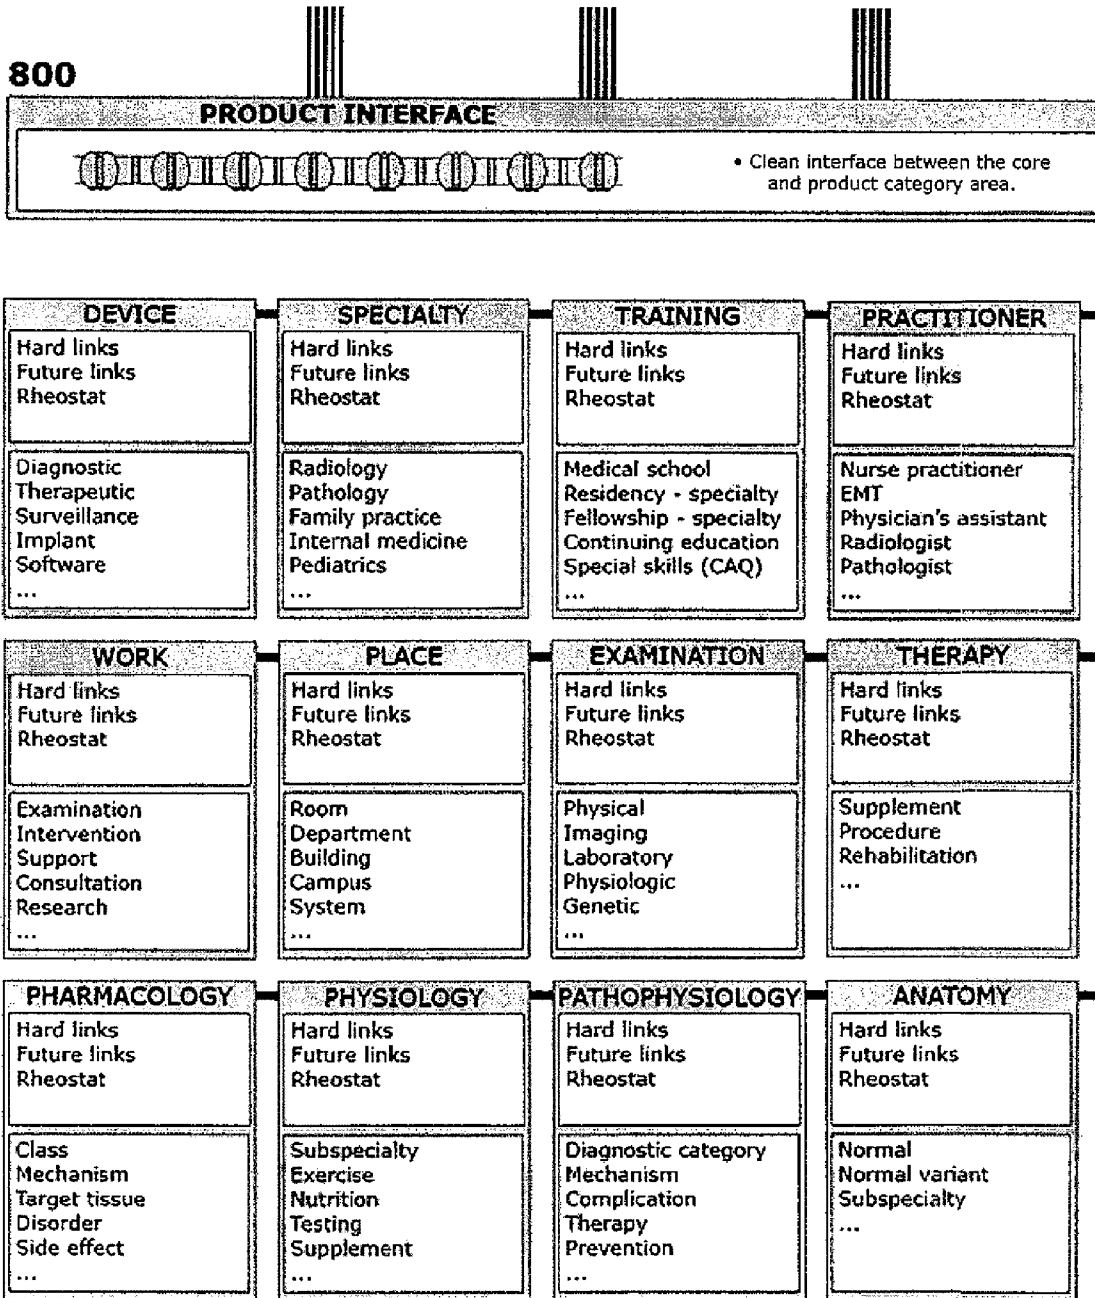 800
PRODUCT INTERFACE
• Clean interface between the core
and product category area.
DEVICE
Hard links
Future links
Rheostat
Diagnostic
Therapeutic
Surveillance
Implant
Software
...
SPECIALTY
Hard links
Future links
Rheostat
Radiology
Pathology
Family practice
Internal medicine
Pediatrics
...
TRAINING
Hard links
Future links
Rheostat
Medical school
Residency - specialty
Fellowship - specialty
Continuing education
Special skills (CAQ)
...
PRACTITIONER
Hard links
Future links
Rheostat
Nurse practitioner
EMT
Physician's assistant
Radiologist
Pathologist
...
WORK
Hard links
Future links
Rheostat
Examination
Intervention
Support
Consultation
Research
...
PLACE
Hard links
Future links
Rheostat
Room
Department
Building
Campus
System
...
EXAMINATION
Hard links
Future links
Rheostat
Physical
Imaging
Laboratory
Physiologic
Genetic
...
THERAPY
Hard links
Future links
Rheostat
Supplement
Procedure
Rehabilitation
...
PHARMACOLOGY
Hard links
Future links
Rheostat
Class
Mechanism
Target tissue
Disorder
Side effect
...
PHYSIOLOGY
Hard links
Future links
Rheostat
Subspecialty
Exercise
Nutrition
Testing
Supplement
...
PATHOPHYSIOLOGY
Hard links
Future links
Rheostat
Diagnostic category
Mechanism
Complication
Therapy
Prevention
...
ANATOMY
Hard links
Future links
Rheostat
Normal
Normal variant
Subspecialty
...